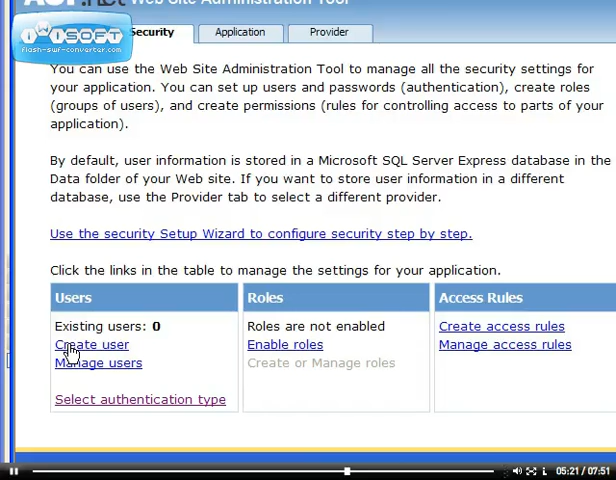 Web Site Administration Tool
iWiSOFT
flash-swf-converter.com
Security
Application
Provider
You can use the Web Site Administration Tool to manage all the security settings for
your application. You can set up users and passwords (authentication), create roles
(groups of users), and create permissions (rules for controlling access to parts of your
application).
By default, user information is stored in a Microsoft SQL Server Express database in the
Data folder of your Web site. If you want to store user information in a different
database, use the Provider tab to select a different provider.
Use the security Setup Wizard to configure security step by step.
Click the links in the table to manage the settings for your application.
Users
Existing users: 0
Create user
Manage users
Select authentication type
Roles
Roles are not enabled
Enable roles
Create or Manage roles
Access Rules
Create access rules
Manage access rules
05:21 / 07:51